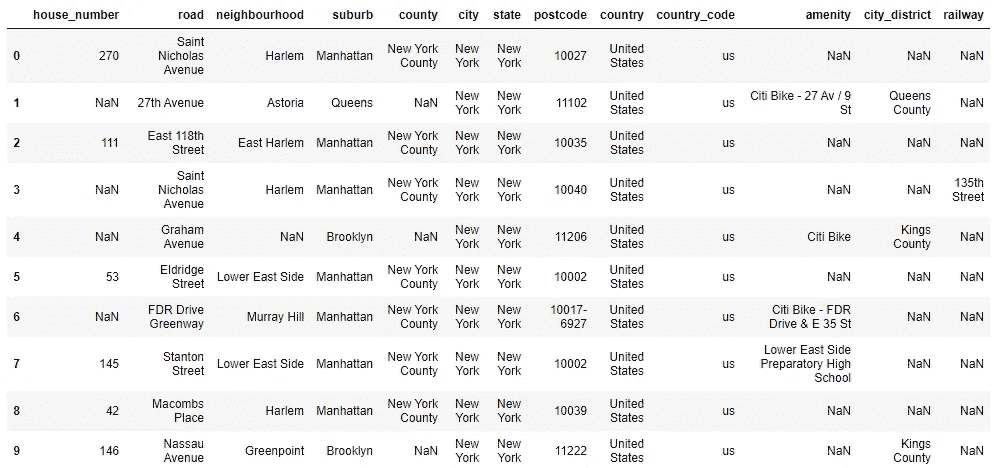 house_number road neighbourhood suburb county city state postcode country country_code amenity city_district railway
0 270 Saint Nicholas Avenue Harlem Manhattan New York County New York New York 10027 United States us NaN NaN NaN
1 NaN 27th Avenue Astoria Queens NaN New York New York 11102 United States us Citi Bike - 27 Av / 9 St Queens County NaN
2 111 East 118th Street East Harlem Manhattan New York County New York New York 10035 United States us NaN NaN NaN
3 NaN Saint Nicholas Avenue Harlem Manhattan New York County New York New York 10040 United States us NaN NaN 135th Street
4 NaN Graham Avenue NaN Brooklyn NaN New York New York 11206 United States us Citi Bike Kings County NaN
5 53 Eldridge Street Lower East Side Manhattan New York County New York New York 10002 United States us NaN NaN NaN
6 NaN FDR Drive Greenway Murray Hill Manhattan New York County New York New York 10017-6927 United States us Citi Bike - FDR Drive & E 35 St NaN NaN
7 145 Stanton Street Lower East Side Manhattan New York County New York New York 10002 United States us Lower East Side Preparatory High School NaN NaN
8 42 Macombs Place Harlem Manhattan New York County New York New York 10039 United States us NaN NaN NaN
9 146 Nassau Avenue Greenpoint Brooklyn NaN New York New York 11222 United States us NaN Kings County NaN